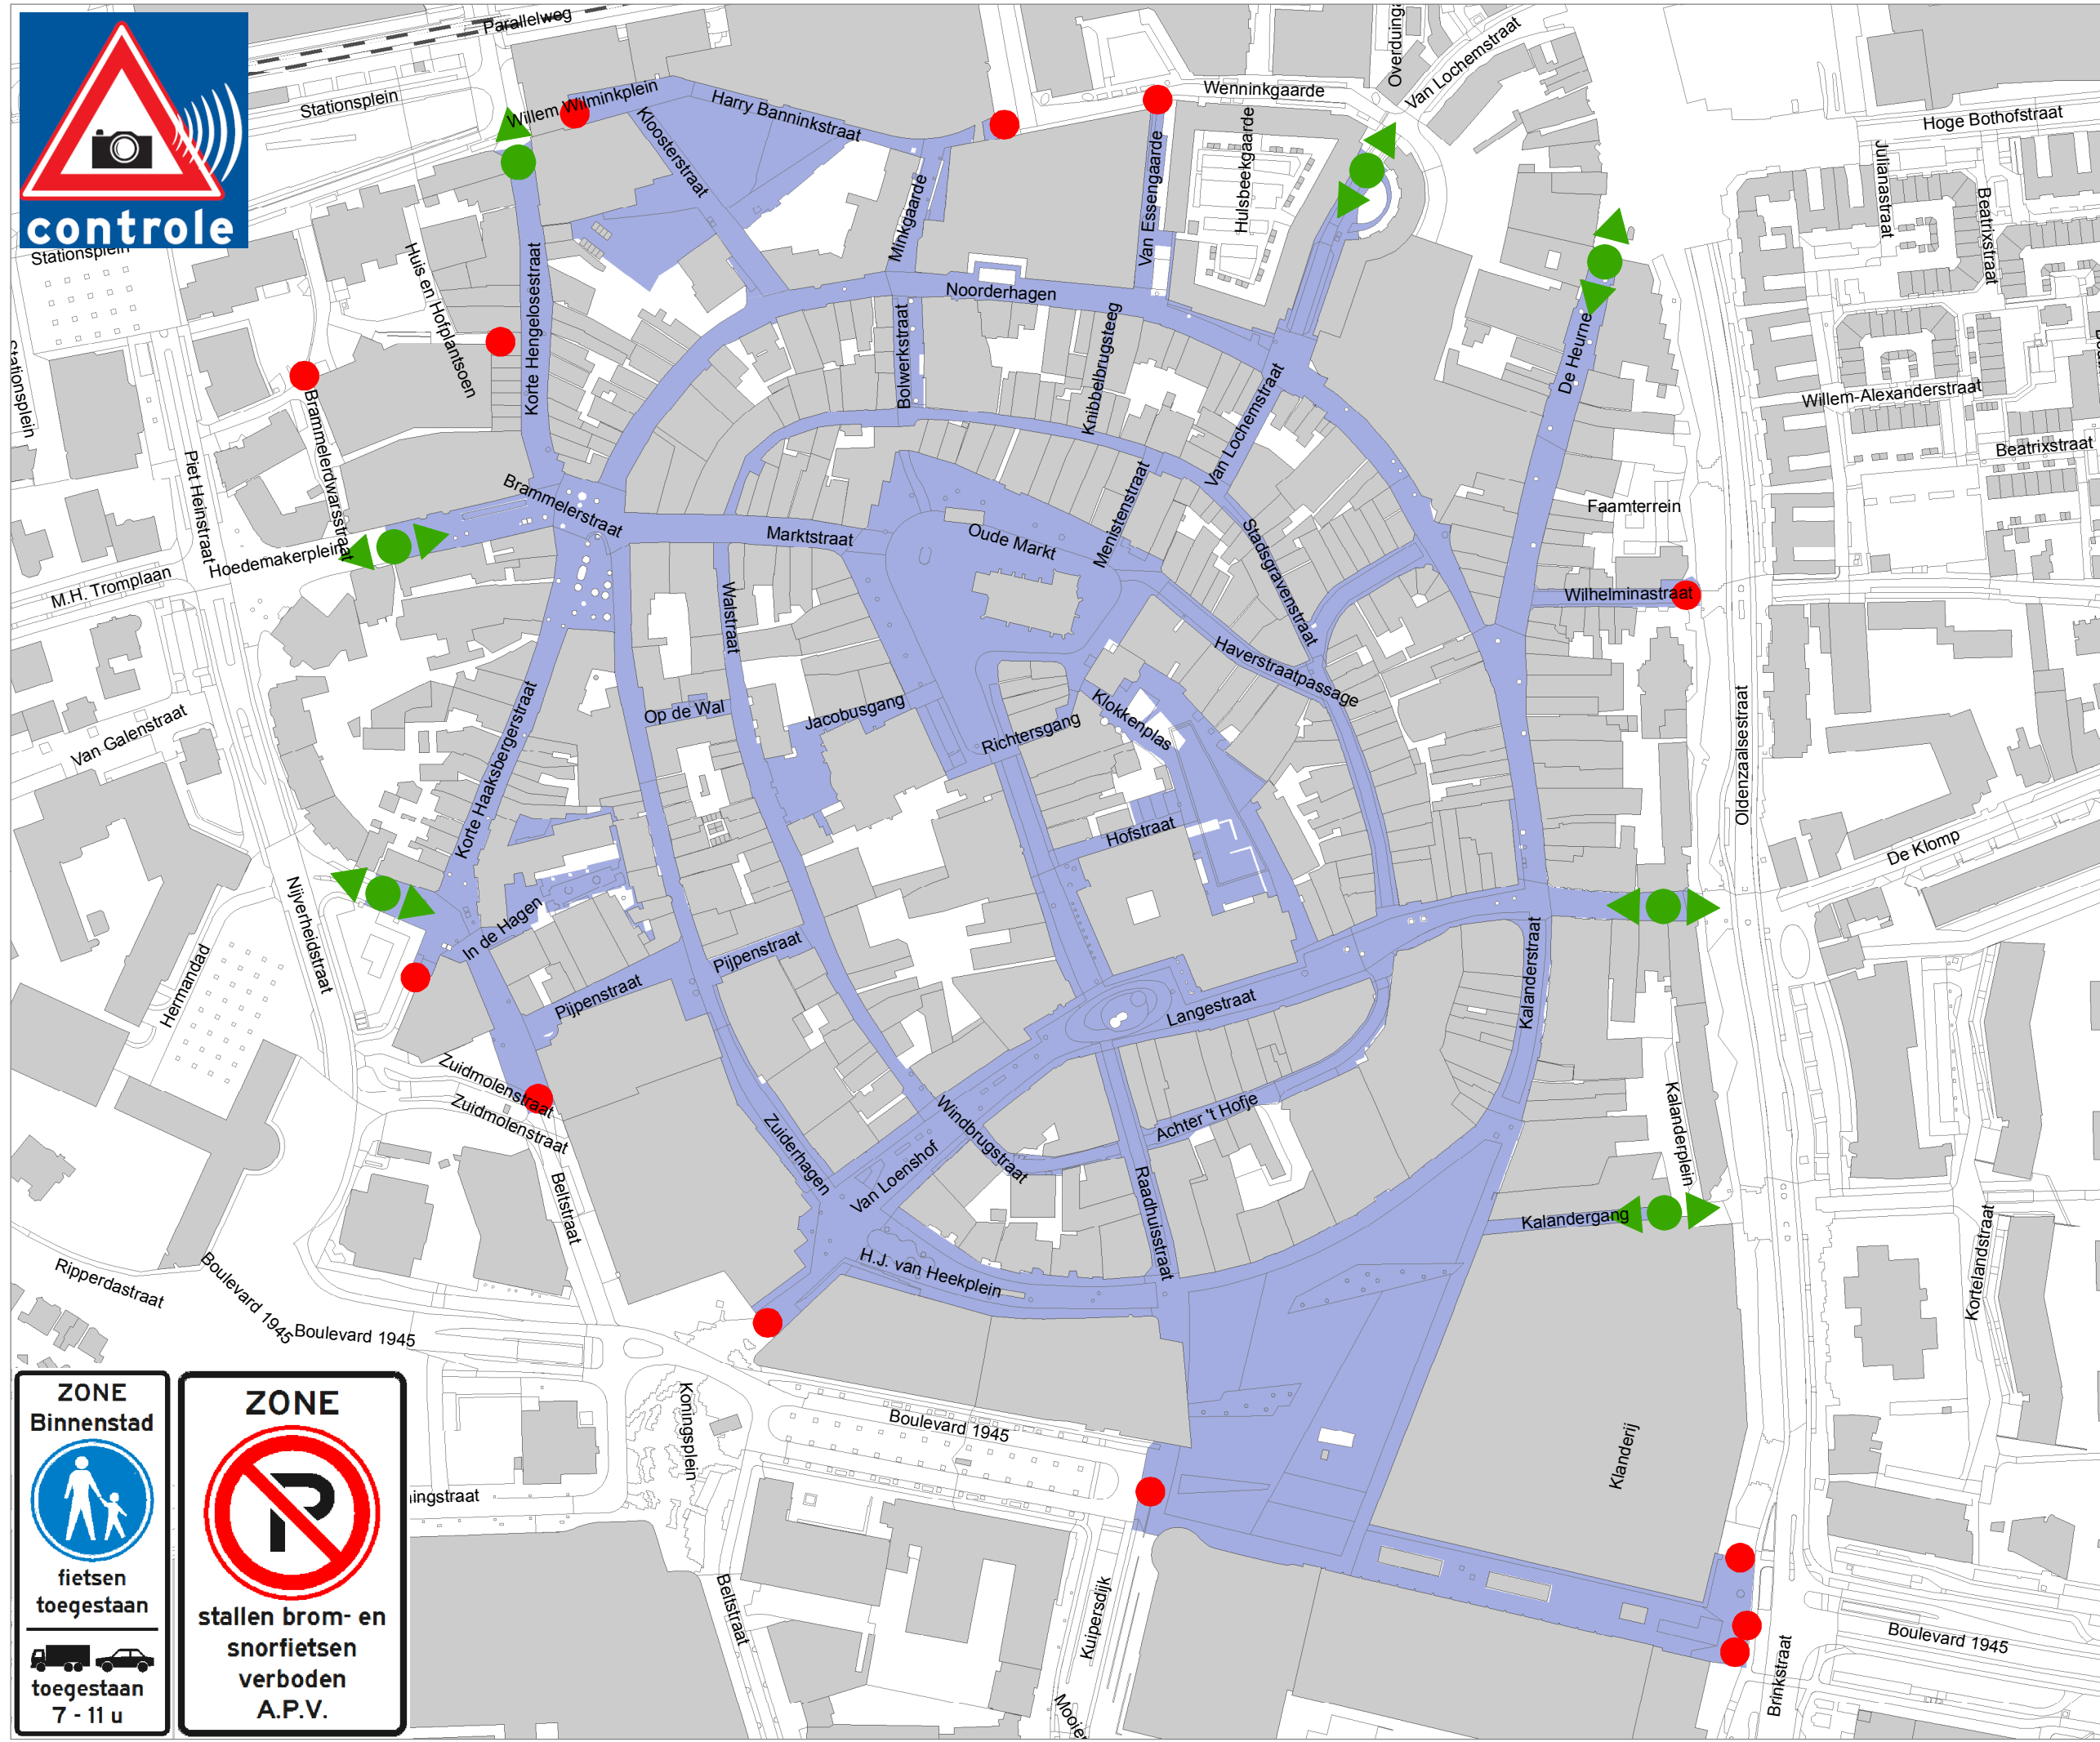 Parallelweg
Stationsplein
controle
Stationsplein
Stationsplein
Willem Wilminkplein
Harry Banninkstraat
Kloosterstraat
Minkgaarde
Van Essengaarde
Wenninkgaarde
Hulsbeekgaarde
Van Lochemstraat
Hoge Bothofstraat
Julianastraat
Beatrixstraat
Huis en Hofplantsoen
Korte Hengelosestraat
Noorderhagen
Bolwerkstraat
Knibbelbrugsteeg
Van Lochemstraat
De Heurne
Willem-Alexanderstraat
Beatrixstraat
Brammelerdwarsstraat
Piet Heinstraat
Brammelerstraat
Marktstraat
Oude Markt
Menistenstraat
Stadsgravenstraat
Faamterrein
Hoedemakerplein
M.H. Tromplaan
Wilhelminastraat
Walstraat
Haverstraatpassage
Op de Wal
Jacobusgang
Richtersgang
Klokkenplas
Oldenzaalsestraat
Van Galenstraat
Korte Haaksbergerstraat
Hofstraat
De Klomp
Nijverheidstraat
In de Hagen
Hermandad
Pijpenstraat
Pijpenstraat
Langestraat
Kalanderstraat
Zuidmolenstraat
Zuidmolenstraat
Zuiderhagen
Windbrugstraat
Achter 't Hofje
Kalanderplein
Van Loenshof
Beltstraat
Raadhuisstraat
Kalandergang
Kortelandstraat
H.J. van Heekplein
Ripperdastraat
Boulevard 1945
Boulevard 1945
Koningsplein
Boulevard 1945
Klanderij
ingstraat
Beltstraat
Kuipersdijk
Boulevard 1945
Brinkstraat
ZONE
Binnenstad
fietsen
toegestaan
toegestaan
7 - 11 u
ZONE
P
stallen brom- en
snorfietsen
verboden
A.P.V.